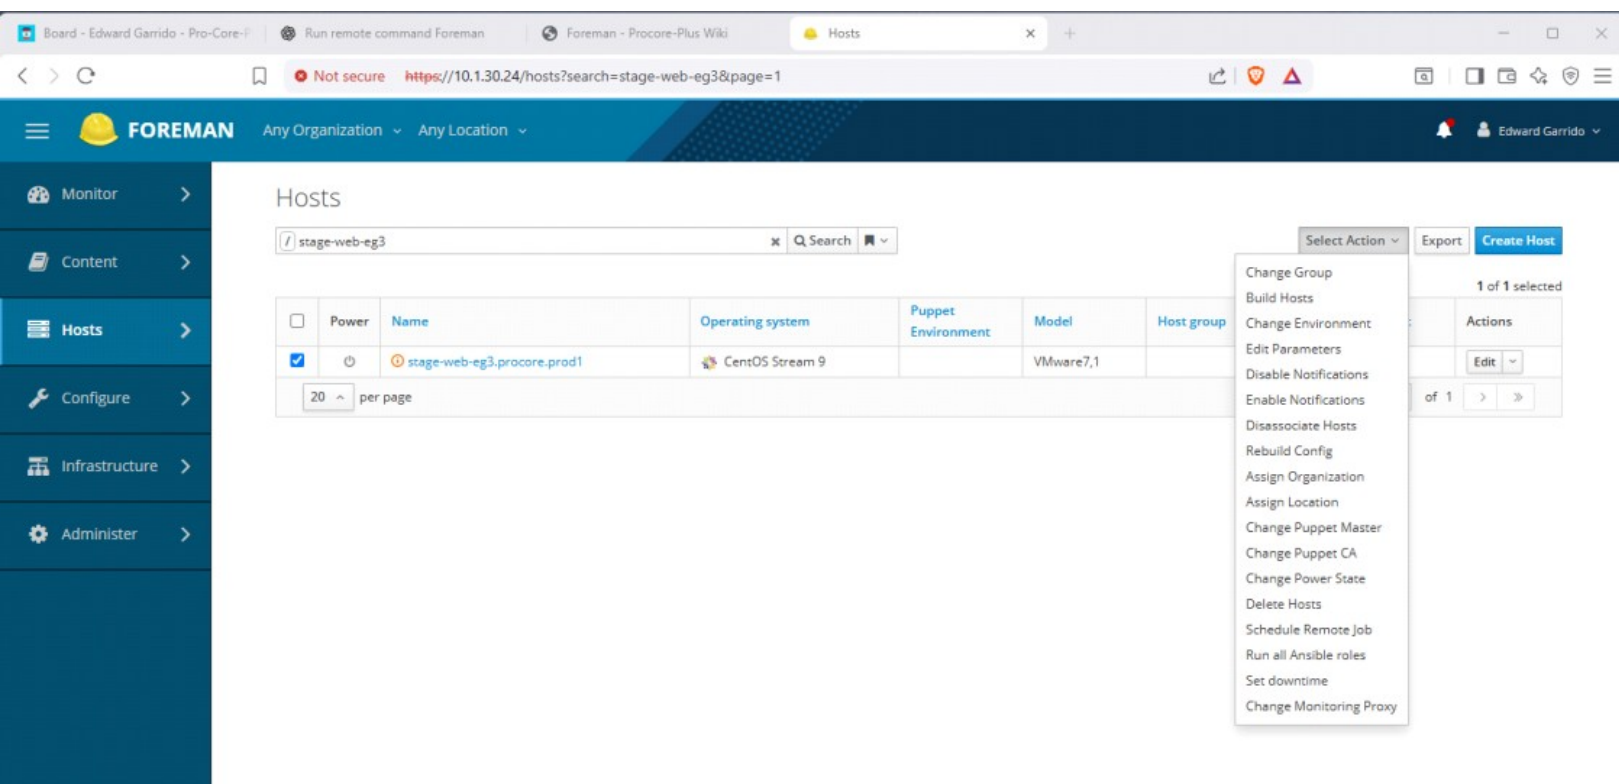 Board - Edward Garrido - Pro-Core-P
Run remote command Foreman
Foreman - Procore-Plus Wiki
Hosts
Not secure https://10.1.30.24/hosts?search=stage-web-eg3&page=1
FOREMAN
Any Organization
Any Location
Edward Garrido
Monitor
Content
Hosts
Configure
Infrastructure
Administer
Hosts
/ stage-web-eg3
Search
Select Action
Export
Create Host
1 of 1 selected
Power Name Operating system Puppet Environment Model Host group Actions
stage-web-eg3.procore.prod1 CentOS Stream 9 VMware7,1 Edit
20 per page
of 1
Change Group
Build Hosts
Change Environment
Edit Parameters
Disable Notifications
Enable Notifications
Disassociate Hosts
Rebuild Config
Assign Organization
Assign Location
Change Puppet Master
Change Puppet CA
Change Power State
Delete Hosts
Schedule Remote Job
Run all Ansible roles
Set downtime
Change Monitoring Proxy